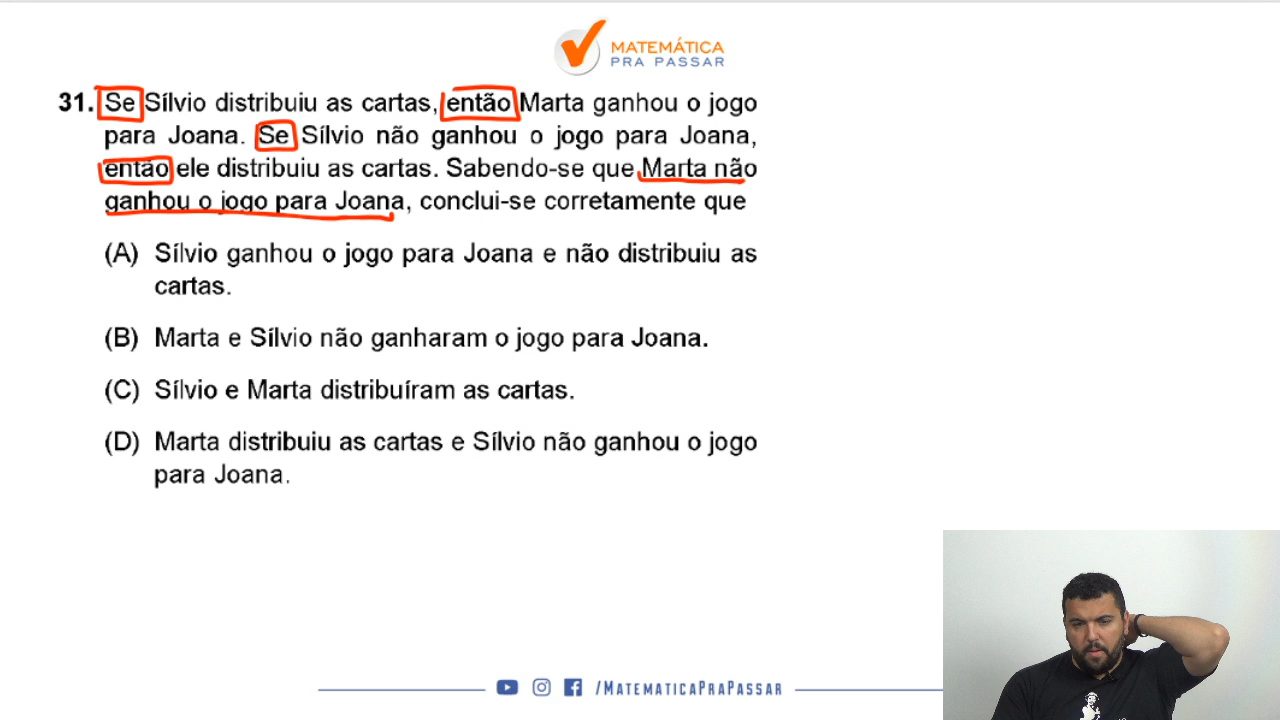 MATEMÁTICA
PRA PASSAR
31. Se Sílvio distribuiu as cartas, então Marta ganhou o jogo
para Joana. Se Sílvio não ganhou o jogo para Joana,
então ele distribuiu as cartas. Sabendo-se que Marta não
ganhou o jogo para Joana, conclui-se corretamente que
(A) Sílvio ganhou o jogo para Joana e não distribuiu as
cartas.
(B) Marta e Sílvio não ganharam o jogo para Joana.
(C) Sílvio e Marta distribuíram as cartas.
(D) Marta distribuiu as cartas e Sílvio não ganhou o jogo
para Joana.
/MATEMATICAPRAPASSAR